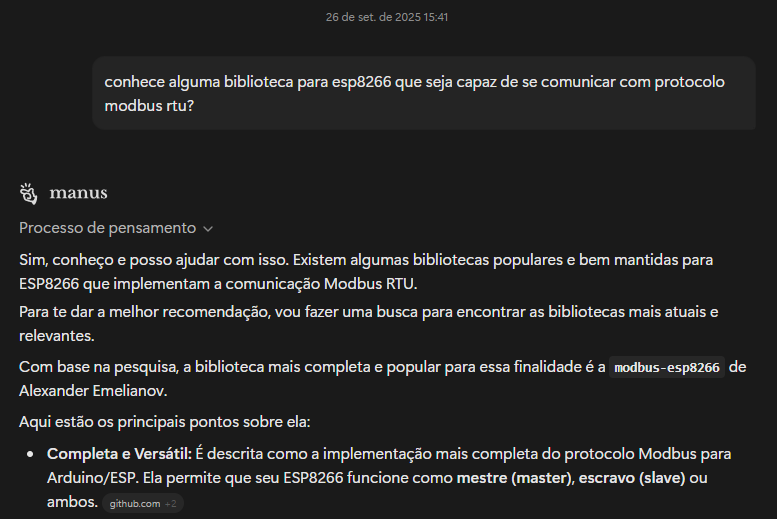 26 de set. de 2025 15:41
conhece alguma biblioteca para esp8266 que seja capaz de se comunicar com protocolo
modbus rtu?
manus
Processo de pensamento
Sim, conheço e posso ajudar com isso. Existem algumas bibliotecas populares e bem mantidas para
ESP8266 que implementam a comunicação Modbus RTU.
Para te dar a melhor recomendação, vou fazer uma busca para encontrar as bibliotecas mais atuais e
relevantes.
Com base na pesquisa, a biblioteca mais completa e popular para essa finalidade é a modbus-esp8266 de
Alexander Emelianov.
Aqui estão os principais pontos sobre ela:
• Completa e Versátil: É descrita como a implementação mais completa do protocolo Modbus para
Arduino/ESP. Ela permite que seu ESP8266 funcione como mestre (master), escravo (slave) ou
ambos. github.com +2